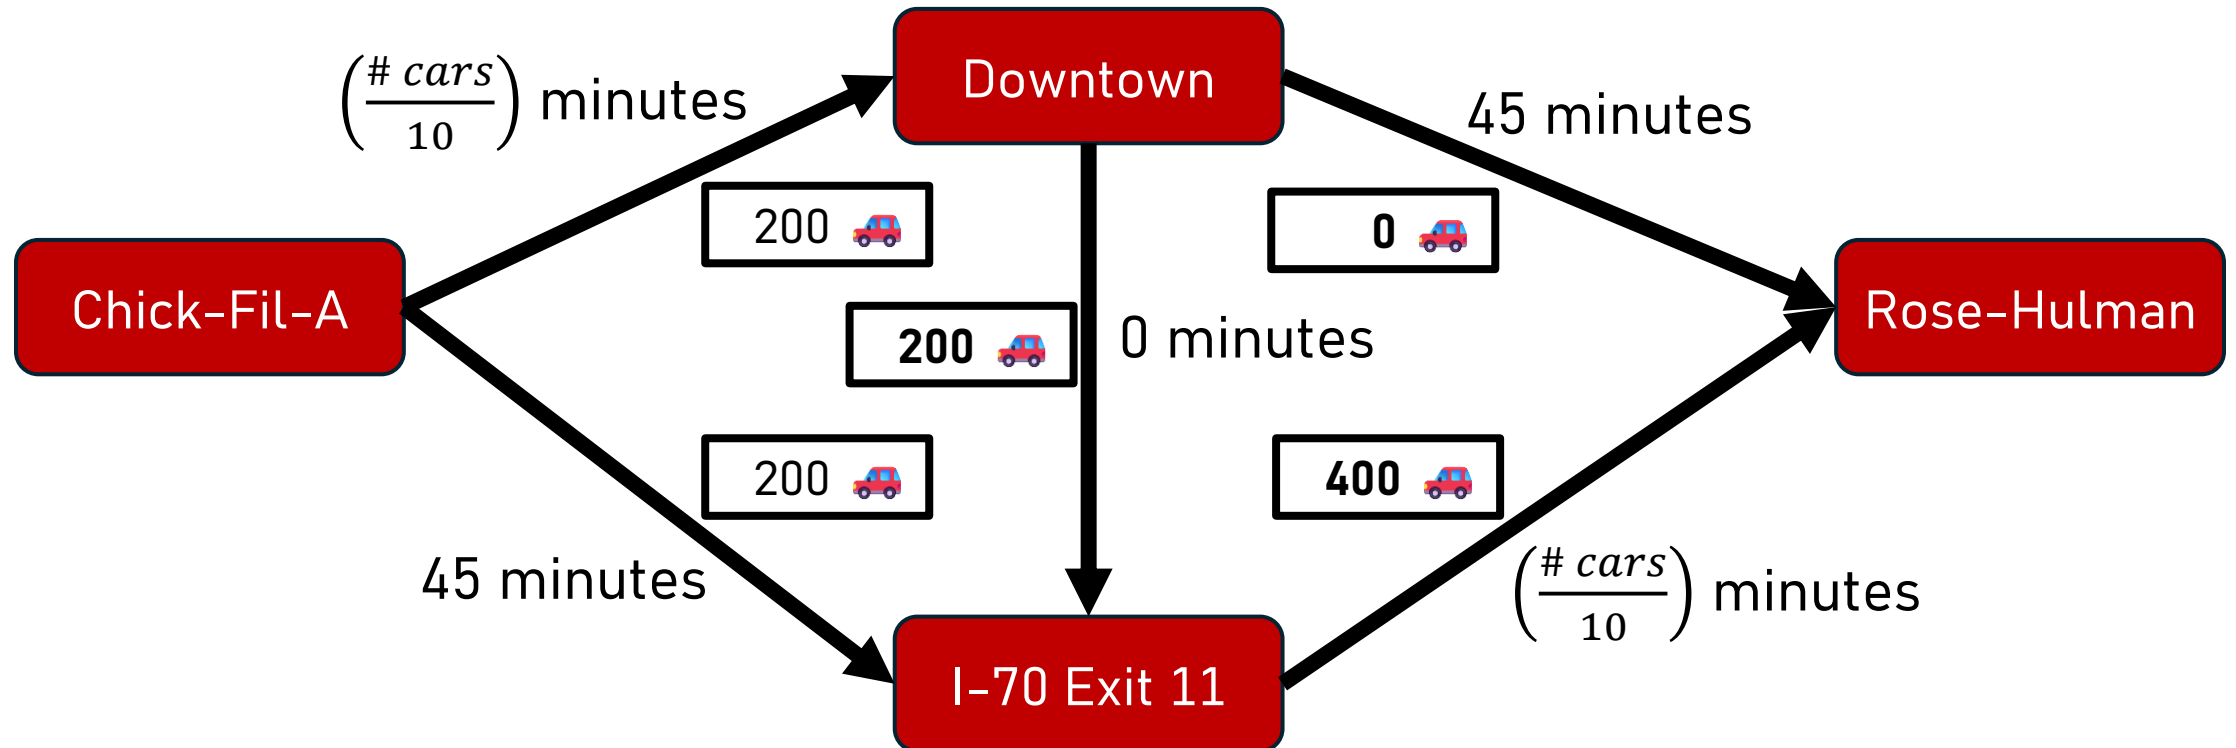 Downtown
(# cars / 10) minutes
45 minutes
200
0
Chick-Fil-A
Rose-Hulman
200
0 minutes
200
400
45 minutes
(# cars / 10) minutes
I-70 Exit 11